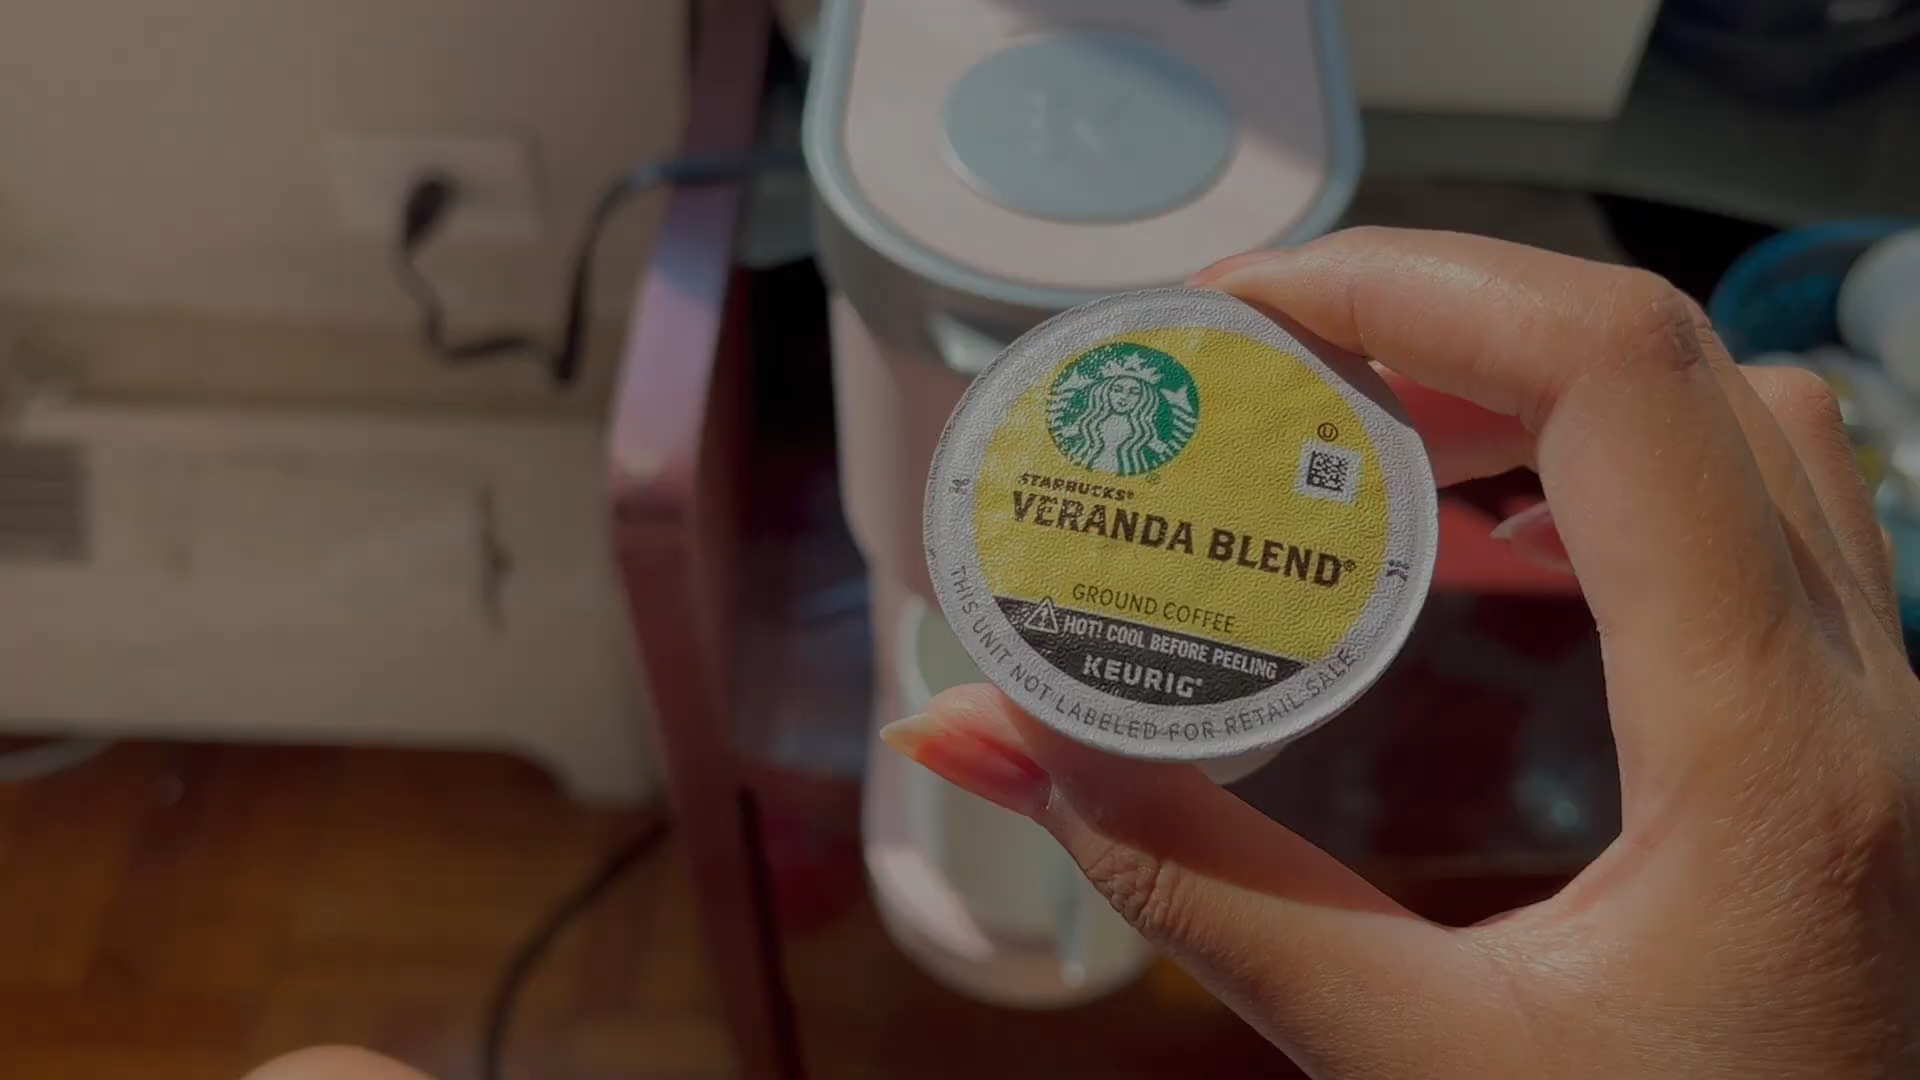 STARBUCKS®
VERANDA BLEND®
GROUND COFFEE
HOT! COOL BEFORE PEELING
KEURIG®
THIS UNIT NOT LABELED FOR RETAIL SALE